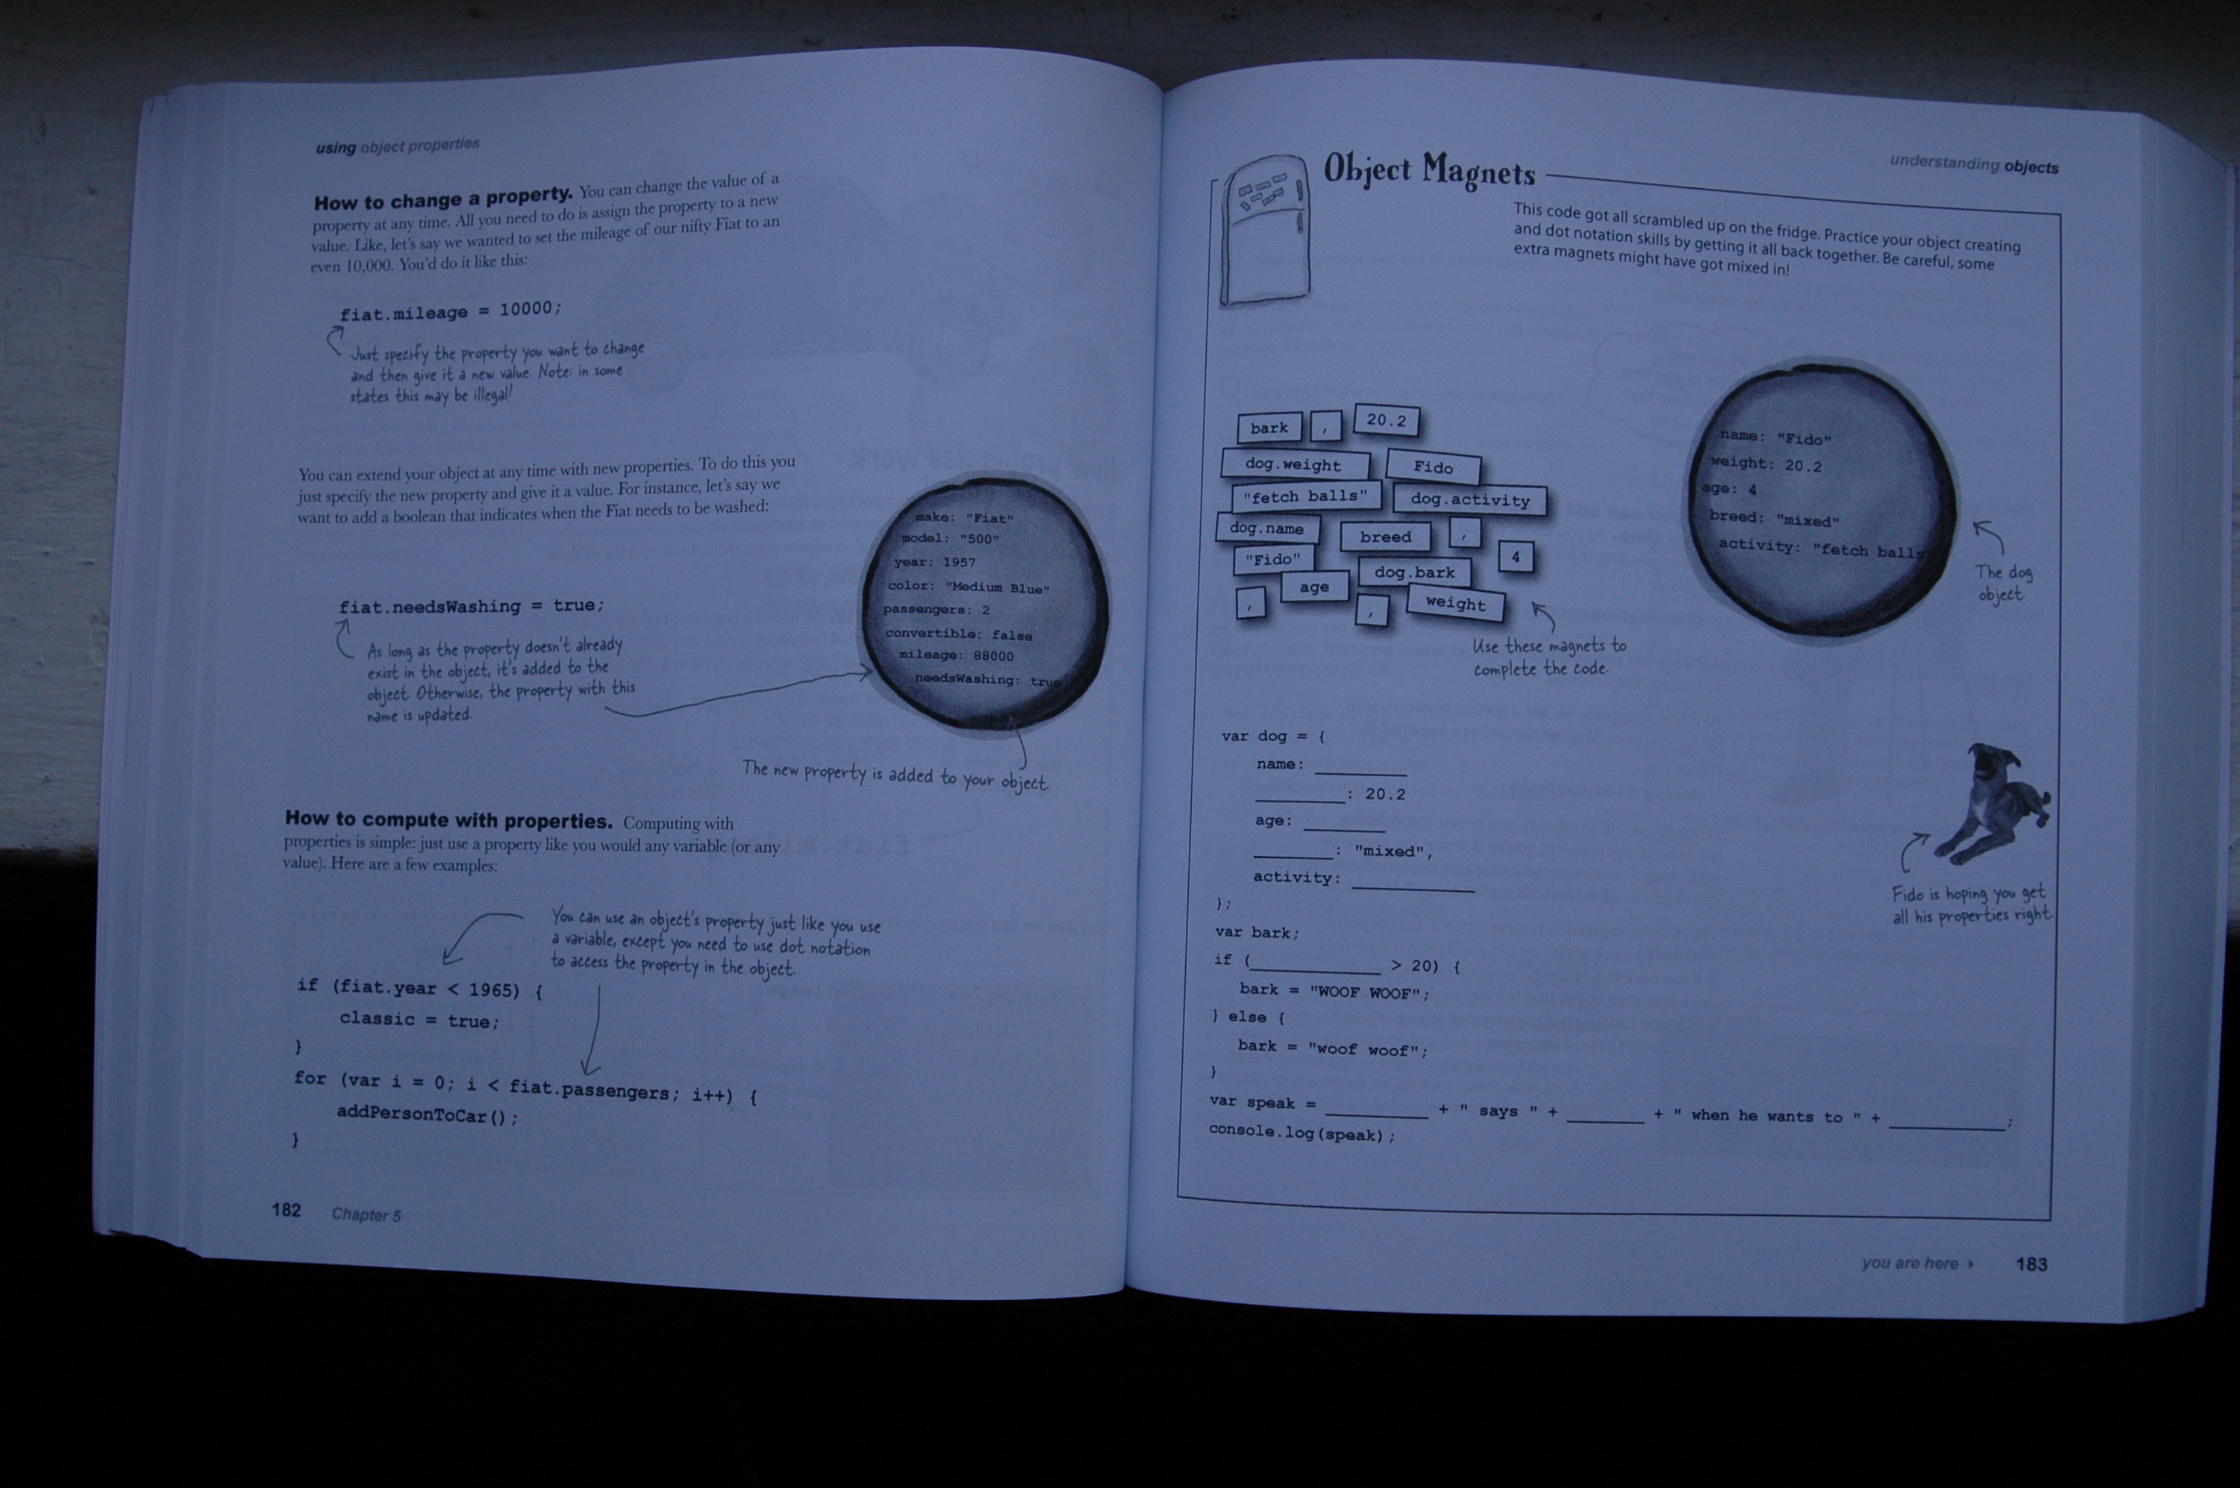 using object properties
How to change a property. You can change the value of a
property at any time. All you need to do is assign the property to a new
value. Like, let's say we wanted to set the mileage of our nifty Fiat to an
even 10,000. You'd do it like this:
fiat.mileage = 10000;
Just specify the property you want to change
and then give it a new value. Note: in some
states this may be illegal!
You can extend your object at any time with new properties. To do this you
just specify the new property and give it a value. For instance, let's say we
want to add a boolean that indicates when the Fiat needs to be washed:
fiat.needsWashing = true;
As long as the property doesn't already
exist in the object, it's added to the
object. Otherwise, the property with this
name is updated.
make: "Fiat"
model: "500"
year: 1957
color: "Medium Blue"
passengers: 2
convertible: false
mileage: 88000
needsWashing: true
The new property is added to your object.
How to compute with properties. Computing with
properties is simple: just use a property like you would any variable (or any
value). Here are a few examples:
You can use an object's property just like you use
a variable, except you need to use dot notation
to access the property in the object.
if (fiat.year < 1965) {
classic = true;
}
for (var i = 0; i < fiat.passengers; i++) {
addPersonToCar();
}
182 Chapter 5
understanding objects
Object Magnets
This code got all scrambled up on the fridge. Practice your object creating
and dot notation skills by getting it all back together. Be careful, some
extra magnets might have got mixed in!
bark , 20.2
dog.weight Fido
"fetch balls" dog.activity
dog.name breed ,
"Fido" dog.bark 4
, age , weight
Use these magnets to
complete the code.
name: "Fido"
weight: 20.2
age: 4
breed: "mixed"
activity: "fetch balls
The dog
object.
var dog = {
name: __________
__________: 20.2
age: _________
_________: "mixed",
activity: _____________
};
var bark;
if (______________ > 20) {
bark = "WOOF WOOF";
} else {
bark = "woof woof";
}
var speak = ___________ + " says " + ________ + " when he wants to " + ____________;
console.log(speak);
Fido is hoping you get
all his properties right.
you are here 183